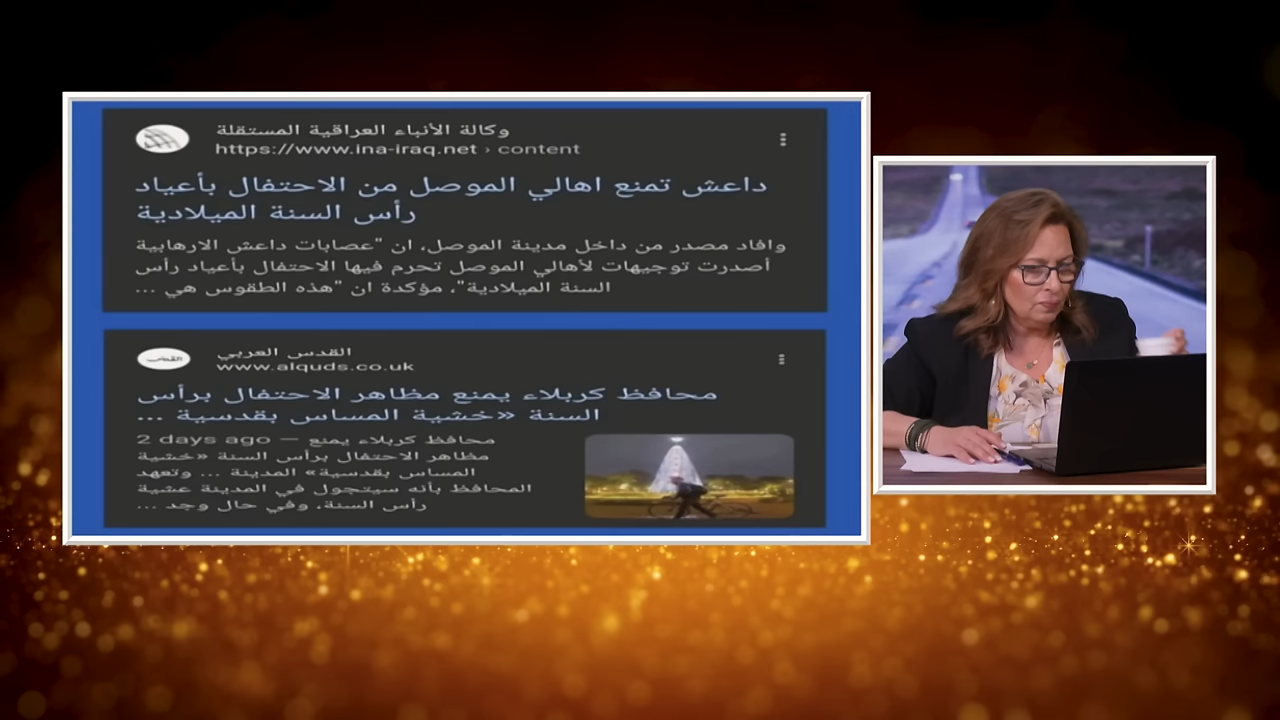 وكالة الأنباء العراقية المستقلة
https://www.ina-iraq.net › content
داعش تمنع اهالي الموصل من الاحتفال بأعياد
رأس السنة الميلادية
وافاد مصدر من داخل مدينة الموصل، ان "عصابات داعش الارهابية
أصدرت توجيهات لأهالي الموصل تحرم فيها الاحتفال بأعياد رأس
السنة الميلادية"، مؤكدة ان "هذه الطقوس هي ...
القدس العربي
www.alquds.co.uk
محافظ كربلاء يمنع مظاهر الاحتفال برأس
السنة «خشية المساس بقدسية ...
2 days ago — محافظ كربلاء يمنع
مظاهر الاحتفال برأس السنة «خشية
المساس بقدسية» المدينة ... وتعهد
المحافظ بأنه سيتجول في المدينة عشية
رأس السنة، وفي حال وجد ...